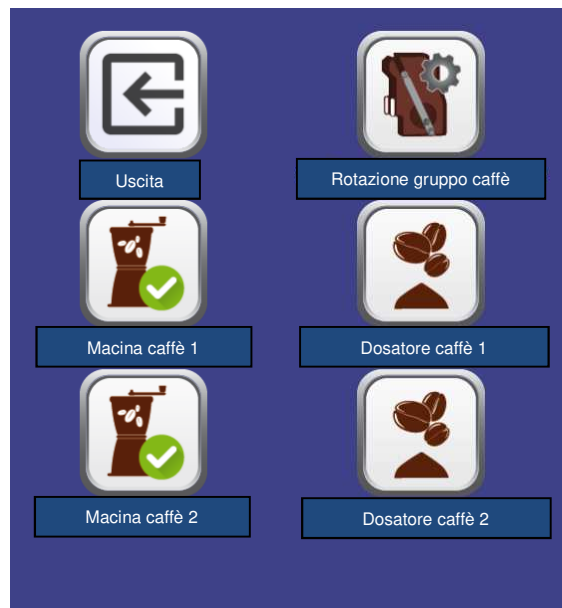 Uscita
Rotazione gruppo caffè
Macina caffè 1
Dosatore caffè 1
Macina caffè 2
Dosatore caffè 2